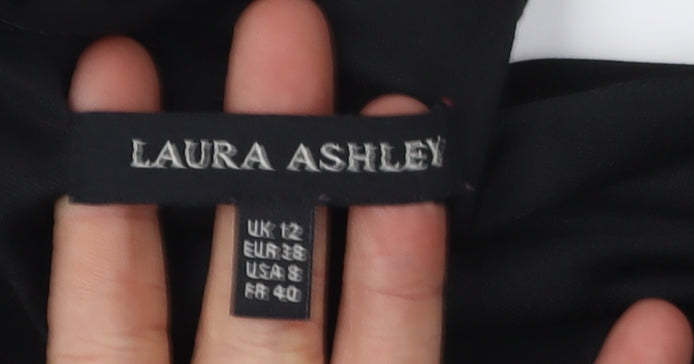 LAURA ASHLEY
UK 12
EUR 38
USA 8
FR 40